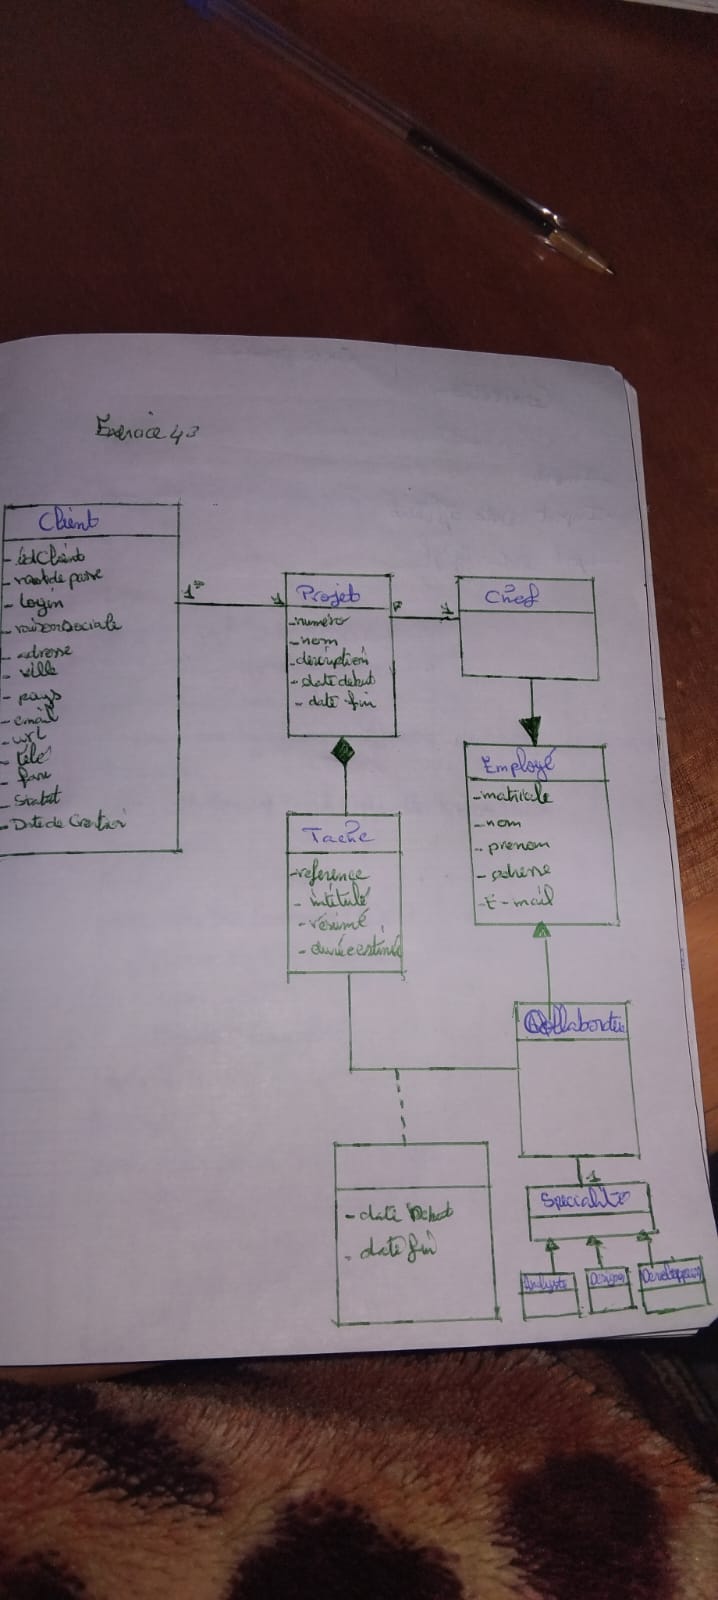 Exercice 43
Client
- idClient
- mot de passe
- login
- raison sociale
- adresse
- ville
- pays
- email
- url
- télé
- fax
- Statut
- Date de Creation
1
1
Projet
- numéro
- nom
- description
- date debut
- date fin
1
Chef
Employé
- matricule
- nom
- prenom
- adresse
- E-mail
Tache
- reference
- intitulé
- résumé
- durée estimée
Collaborateur
- date Debut
- date fin
1
Specialité
Analyste
Designer
Developpeur